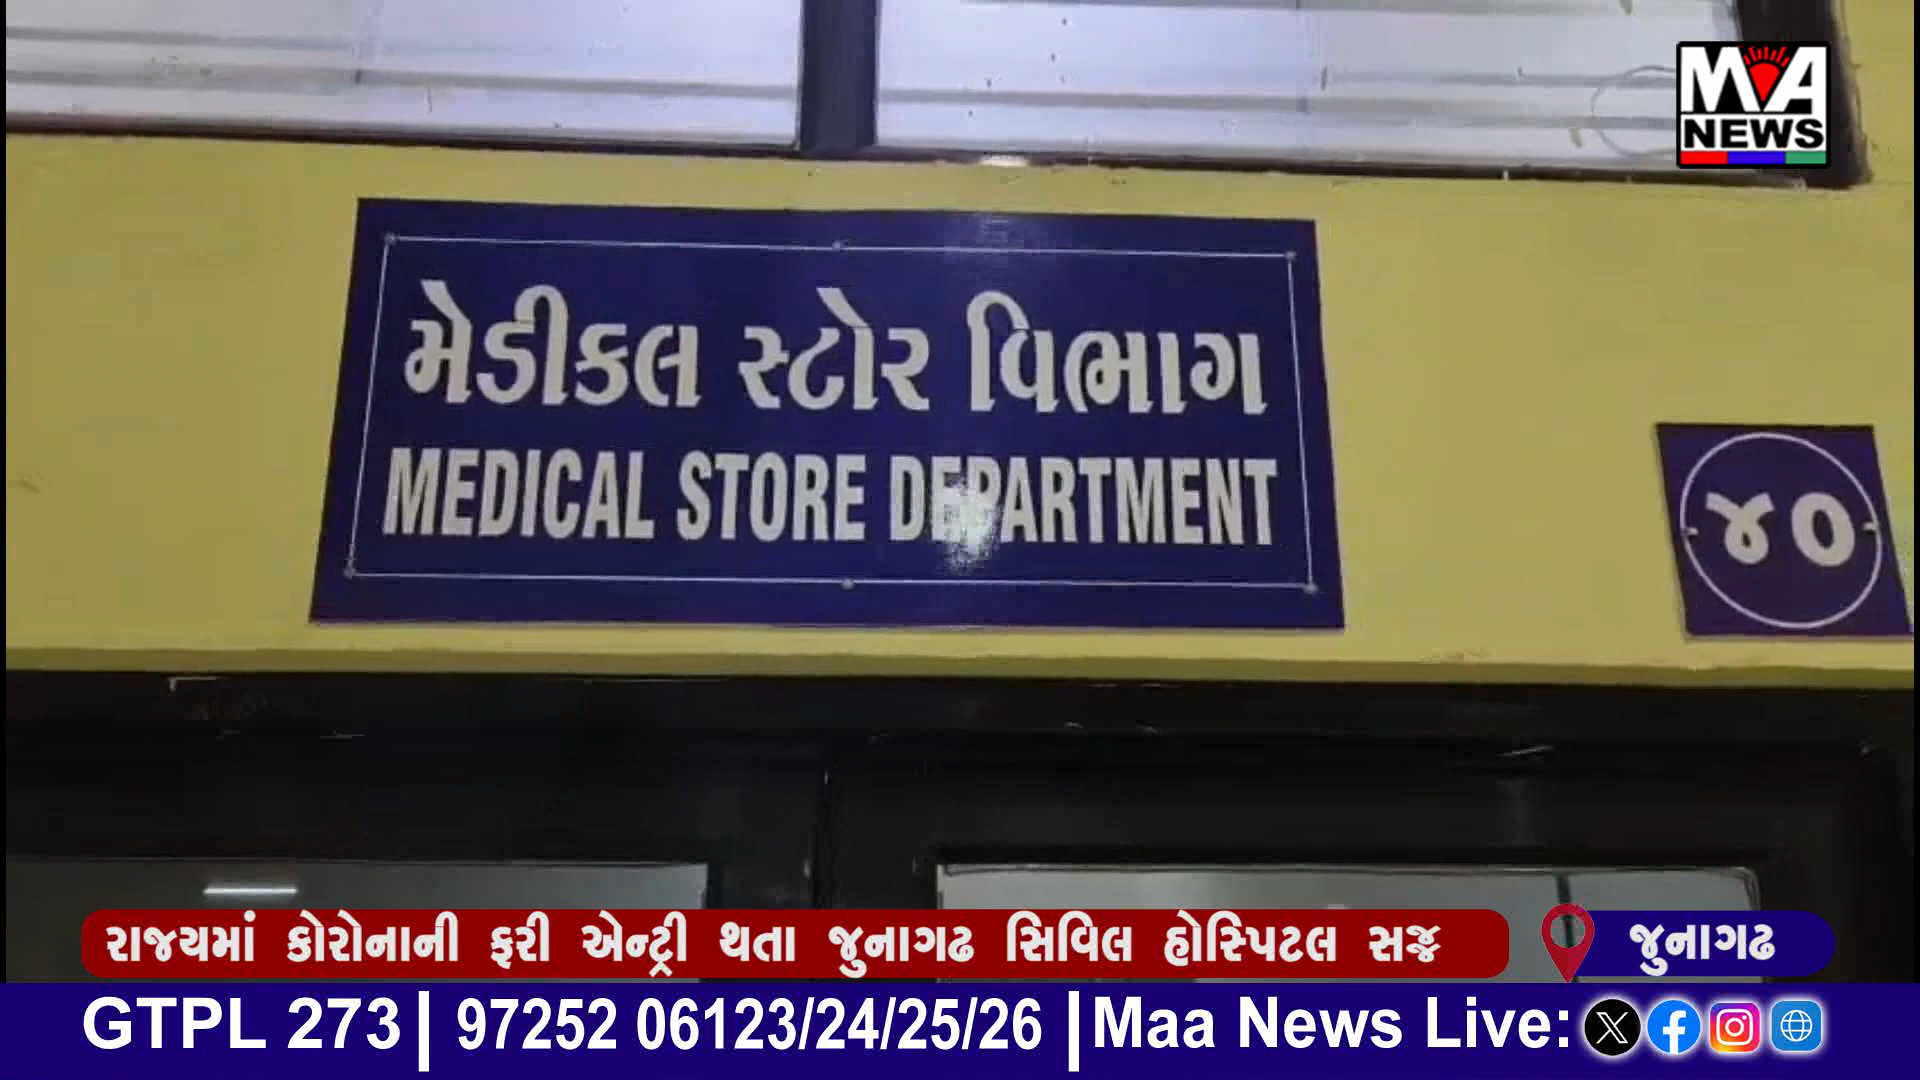 MAA
NEWS
મેડીકલ સ્ટોર વિભાગ
MEDICAL STORE DEPARTMENT
૪૦
રાજયમાં કોરોનાની ફરી એન્ટ્રી થતા જુનાગઢ સિવિલ હોસ્પિટલ સજ્જ
જુનાગઢ
GTPL 273 | 97252 06123/24/25/26 | Maa News Live: